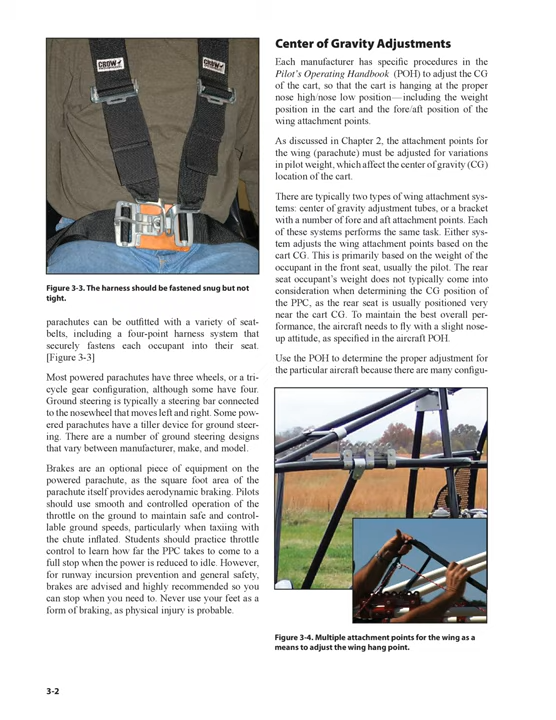 CROW
CROW
Figure 3-3. The harness should be fastened snug but not
tight.
parachutes can be outfitted with a variety of seat-
belts, including a four-point harness system that
securely fastens each occupant into their seat.
[Figure 3-3]
Most powered parachutes have three wheels, or a tri-
cycle gear configuration, although some have four.
Ground steering is typically a steering bar connected
to the nosewheel that moves left and right. Some pow-
ered parachutes have a tiller device for ground steer-
ing. There are a number of ground steering designs
that vary between manufacturer, make, and model.
Brakes are an optional piece of equipment on the
powered parachute, as the square foot area of the
parachute itself provides aerodynamic braking. Pilots
should use smooth and controlled operation of the
throttle on the ground to maintain safe and control-
lable ground speeds, particularly when taxiing with
the chute inflated. Students should practice throttle
control to learn how far the PPC takes to come to a
full stop when the power is reduced to idle. However,
for runway incursion prevention and general safety,
brakes are advised and highly recommended so you
can stop when you need to. Never use your feet as a
form of braking, as physical injury is probable.
Center of Gravity Adjustments
Each manufacturer has specific procedures in the
Pilot's Operating Handbook (POH) to adjust the CG
of the cart, so that the cart is hanging at the proper
nose high/nose low position—including the weight
position in the cart and the fore/aft position of the
wing attachment points.
As discussed in Chapter 2, the attachment points for
the wing (parachute) must be adjusted for variations
in pilot weight, which affect the center of gravity (CG)
location of the cart.
There are typically two types of wing attachment sys-
tems: center of gravity adjustment tubes, or a bracket
with a number of fore and aft attachment points. Each
of these systems performs the same task. Either sys-
tem adjusts the wing attachment points based on the
cart CG. This is primarily based on the weight of the
occupant in the front seat, usually the pilot. The rear
seat occupant's weight does not typically come into
consideration when determining the CG position of
the PPC, as the rear seat is usually positioned very
near the cart CG. To maintain the best overall per-
formance, the aircraft needs to fly with a slight nose-
up attitude, as specified in the aircraft POH.
Use the POH to determine the proper adjustment for
the particular aircraft because there are many configu-
Figure 3-4. Multiple attachment points for the wing as a
means to adjust the wing hang point.
3-2